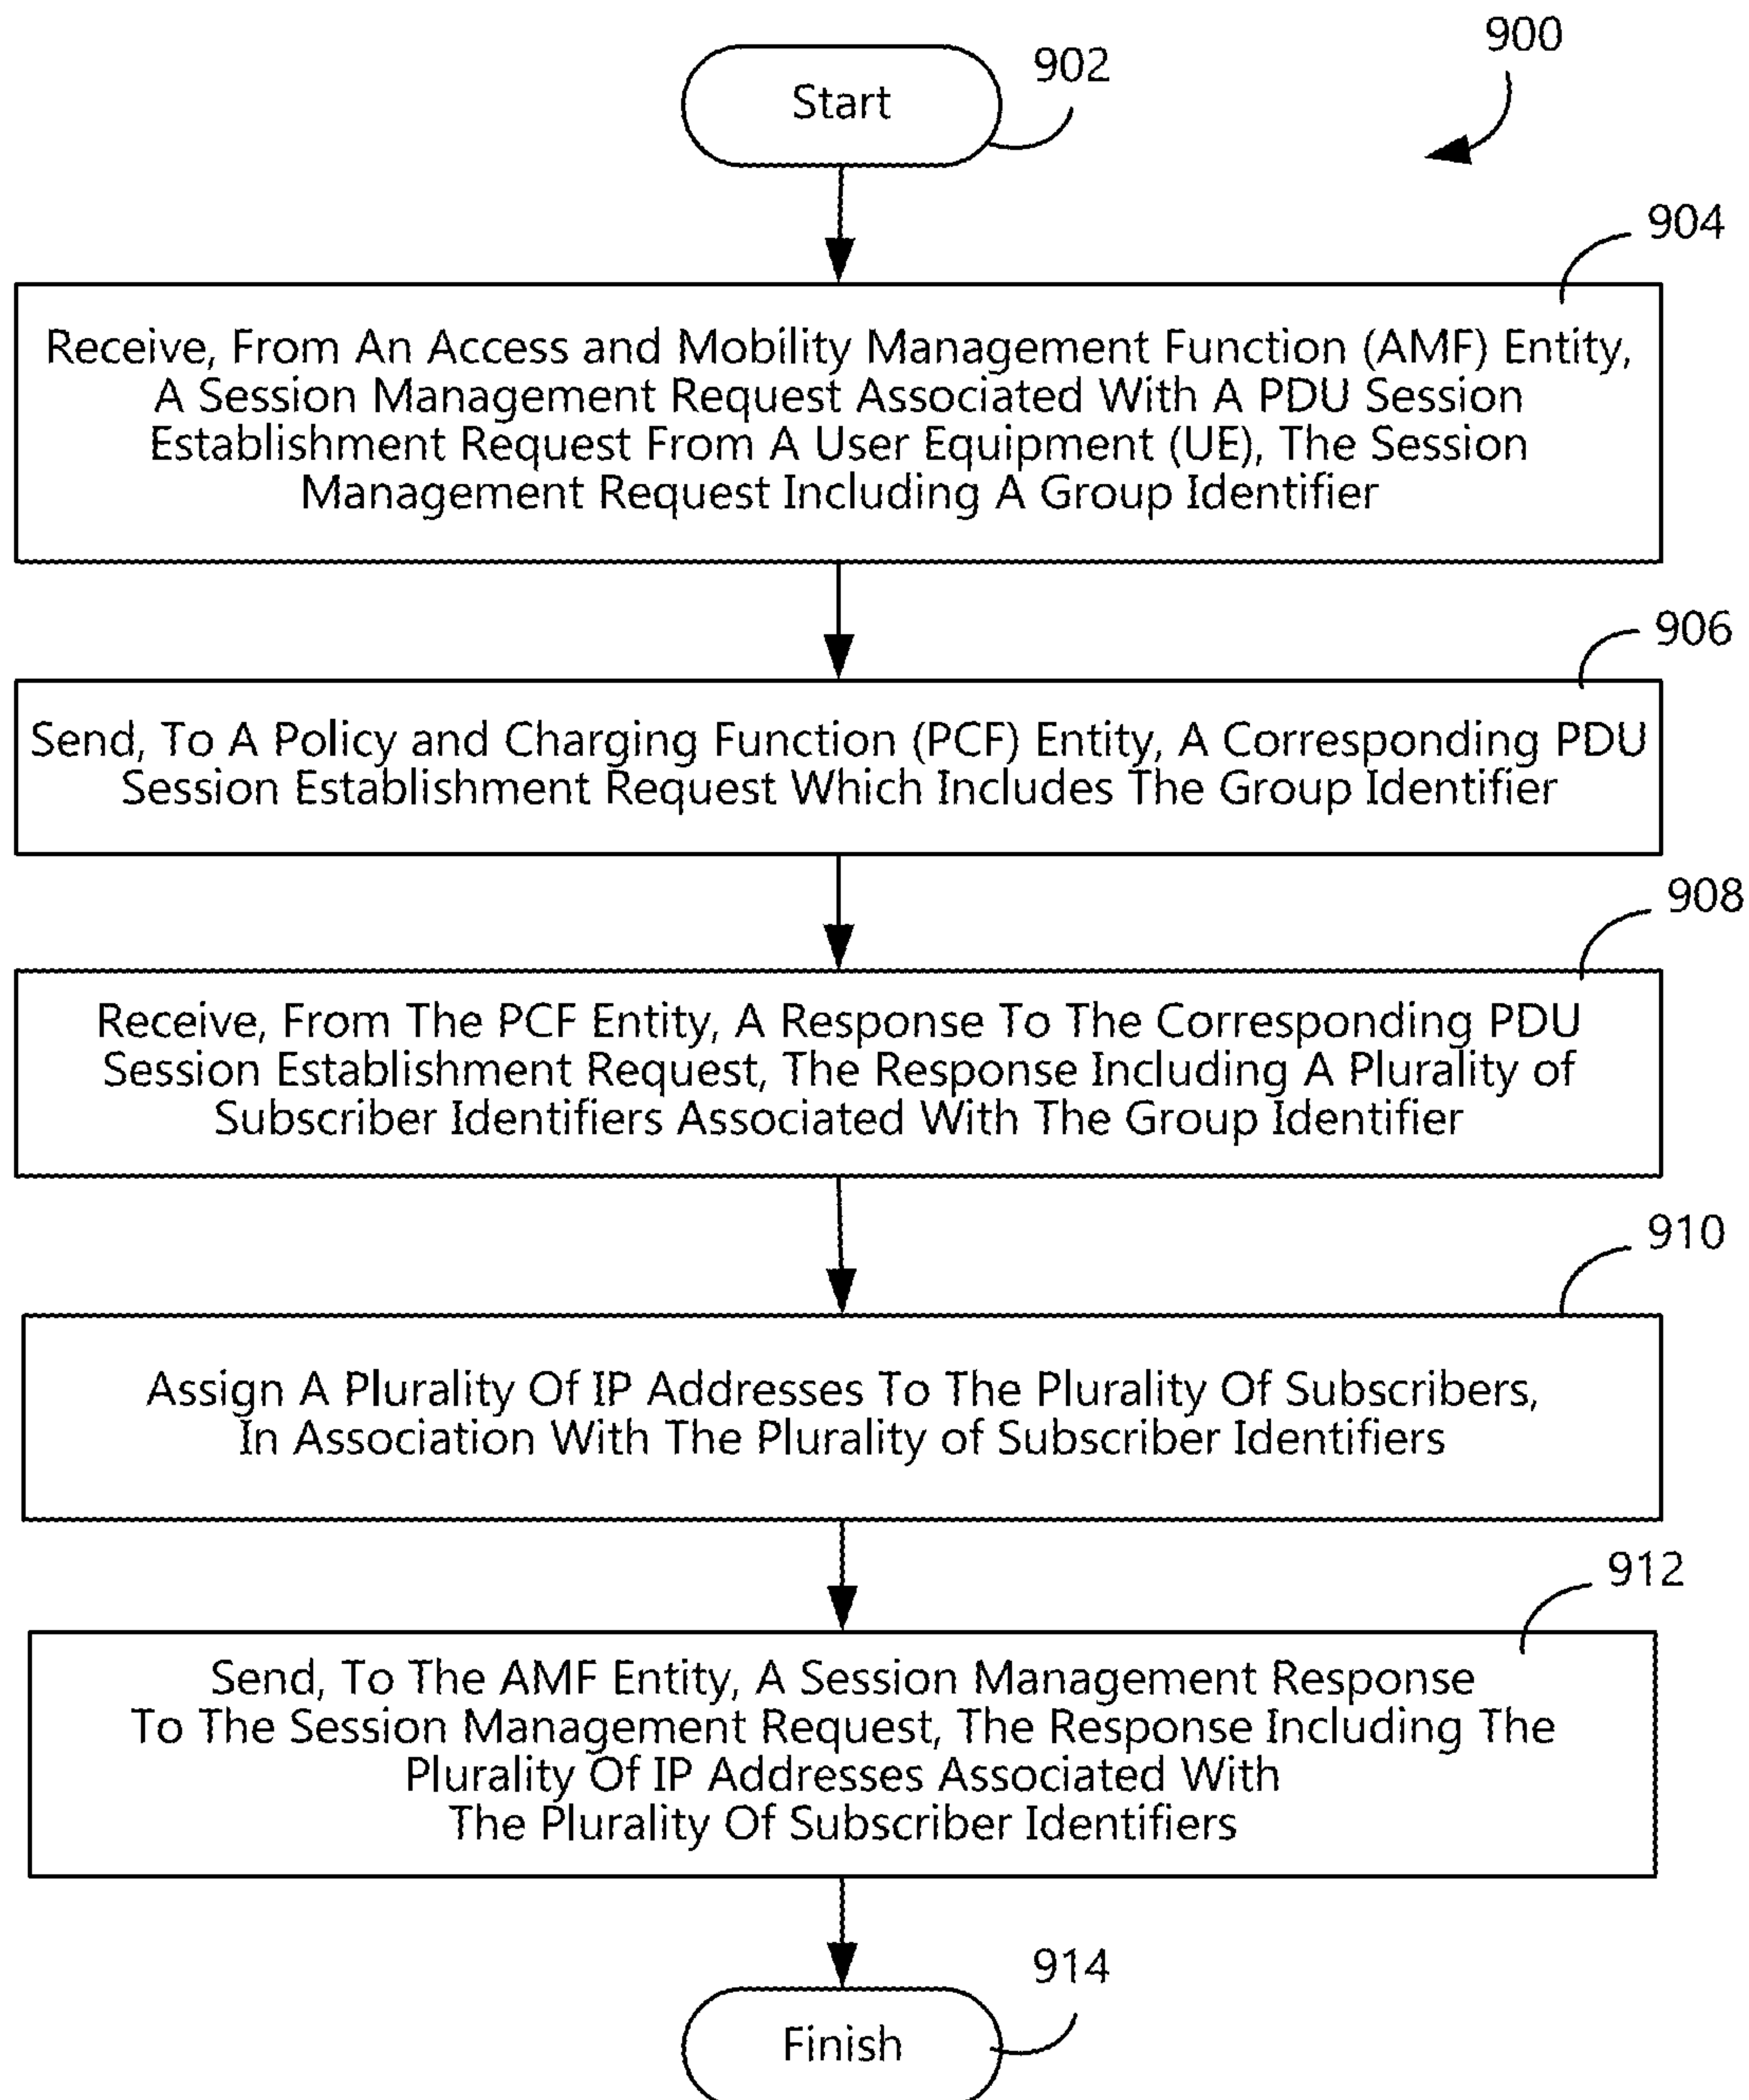 900
902
Start
904
Receive, From An Access and Mobility Management Function (AMF) Entity,
A Session Management Request Associated With A PDU Session
Establishment Request From A User Equipment (UE), The Session
Management Request Including A Group Identifier
906
Send, To A Policy and Charging Function (PCF) Entity, A Corresponding PDU
Session Establishment Request Which Includes The Group Identifier
908
Receive, From The PCF Entity, A Response To The Corresponding PDU
Session Establishment Request, The Response Including A Plurality of
Subscriber Identifiers Associated With The Group Identifier
910
Assign A Plurality Of IP Addresses To The Plurality Of Subscribers,
In Association With The Plurality of Subscriber Identifiers
912
Send, To The AMF Entity, A Session Management Response
To The Session Management Request, The Response Including The
Plurality Of IP Addresses Associated With
The Plurality Of Subscriber Identifiers
914
Finish